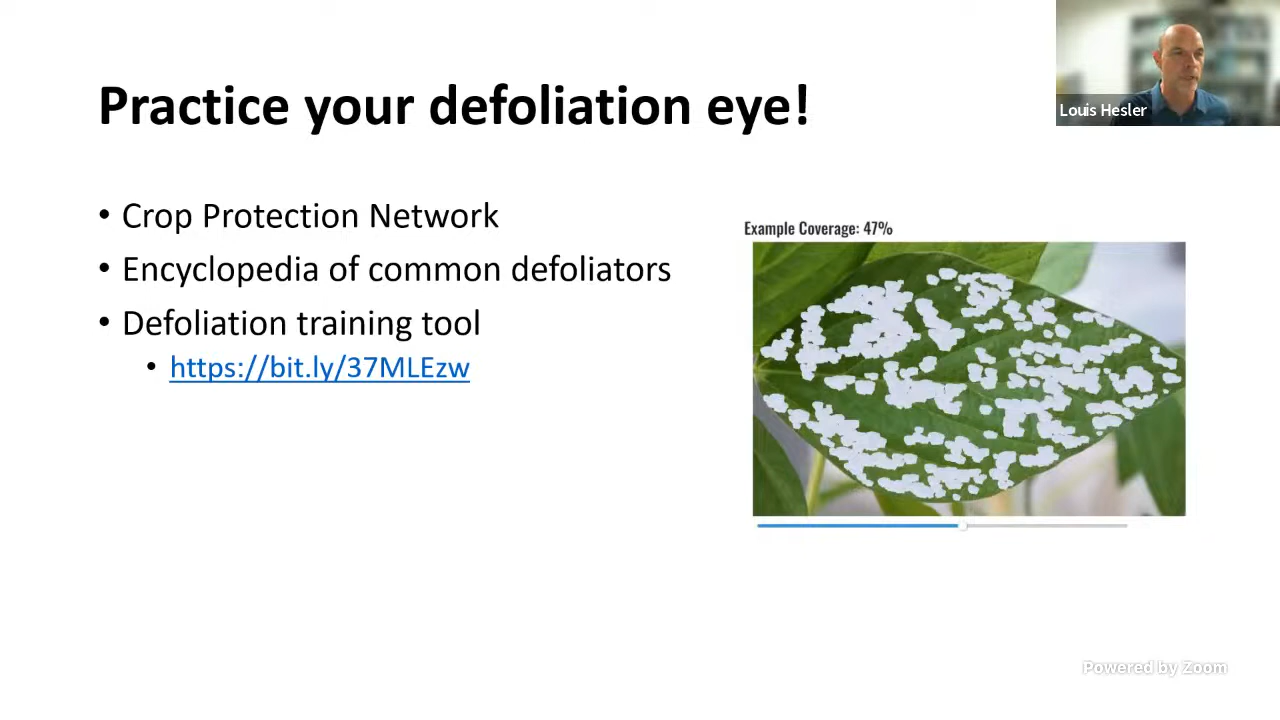 Practice your defoliation eye!
Louis Hesler
• Crop Protection Network
• Encyclopedia of common defoliators
• Defoliation training tool
• https://bit.ly/37MLEzw
Example Coverage: 47%
Powered by Zoom